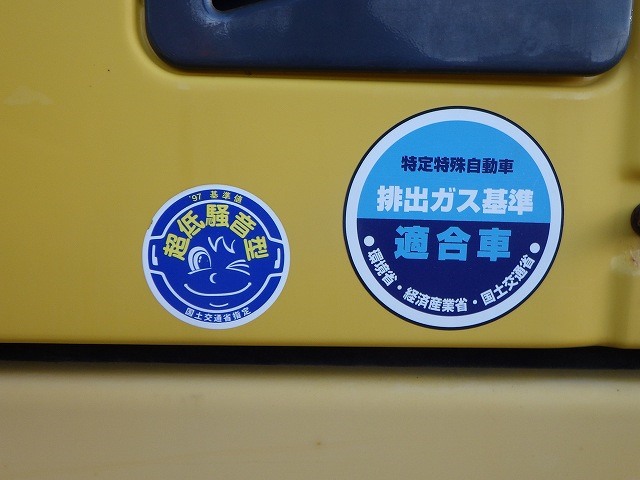 '97 基準値
超低騒音型
国土交通省指定
特定特殊自動車
排出ガス基準
適合車
●環境省・経済産業省・国土交通省●